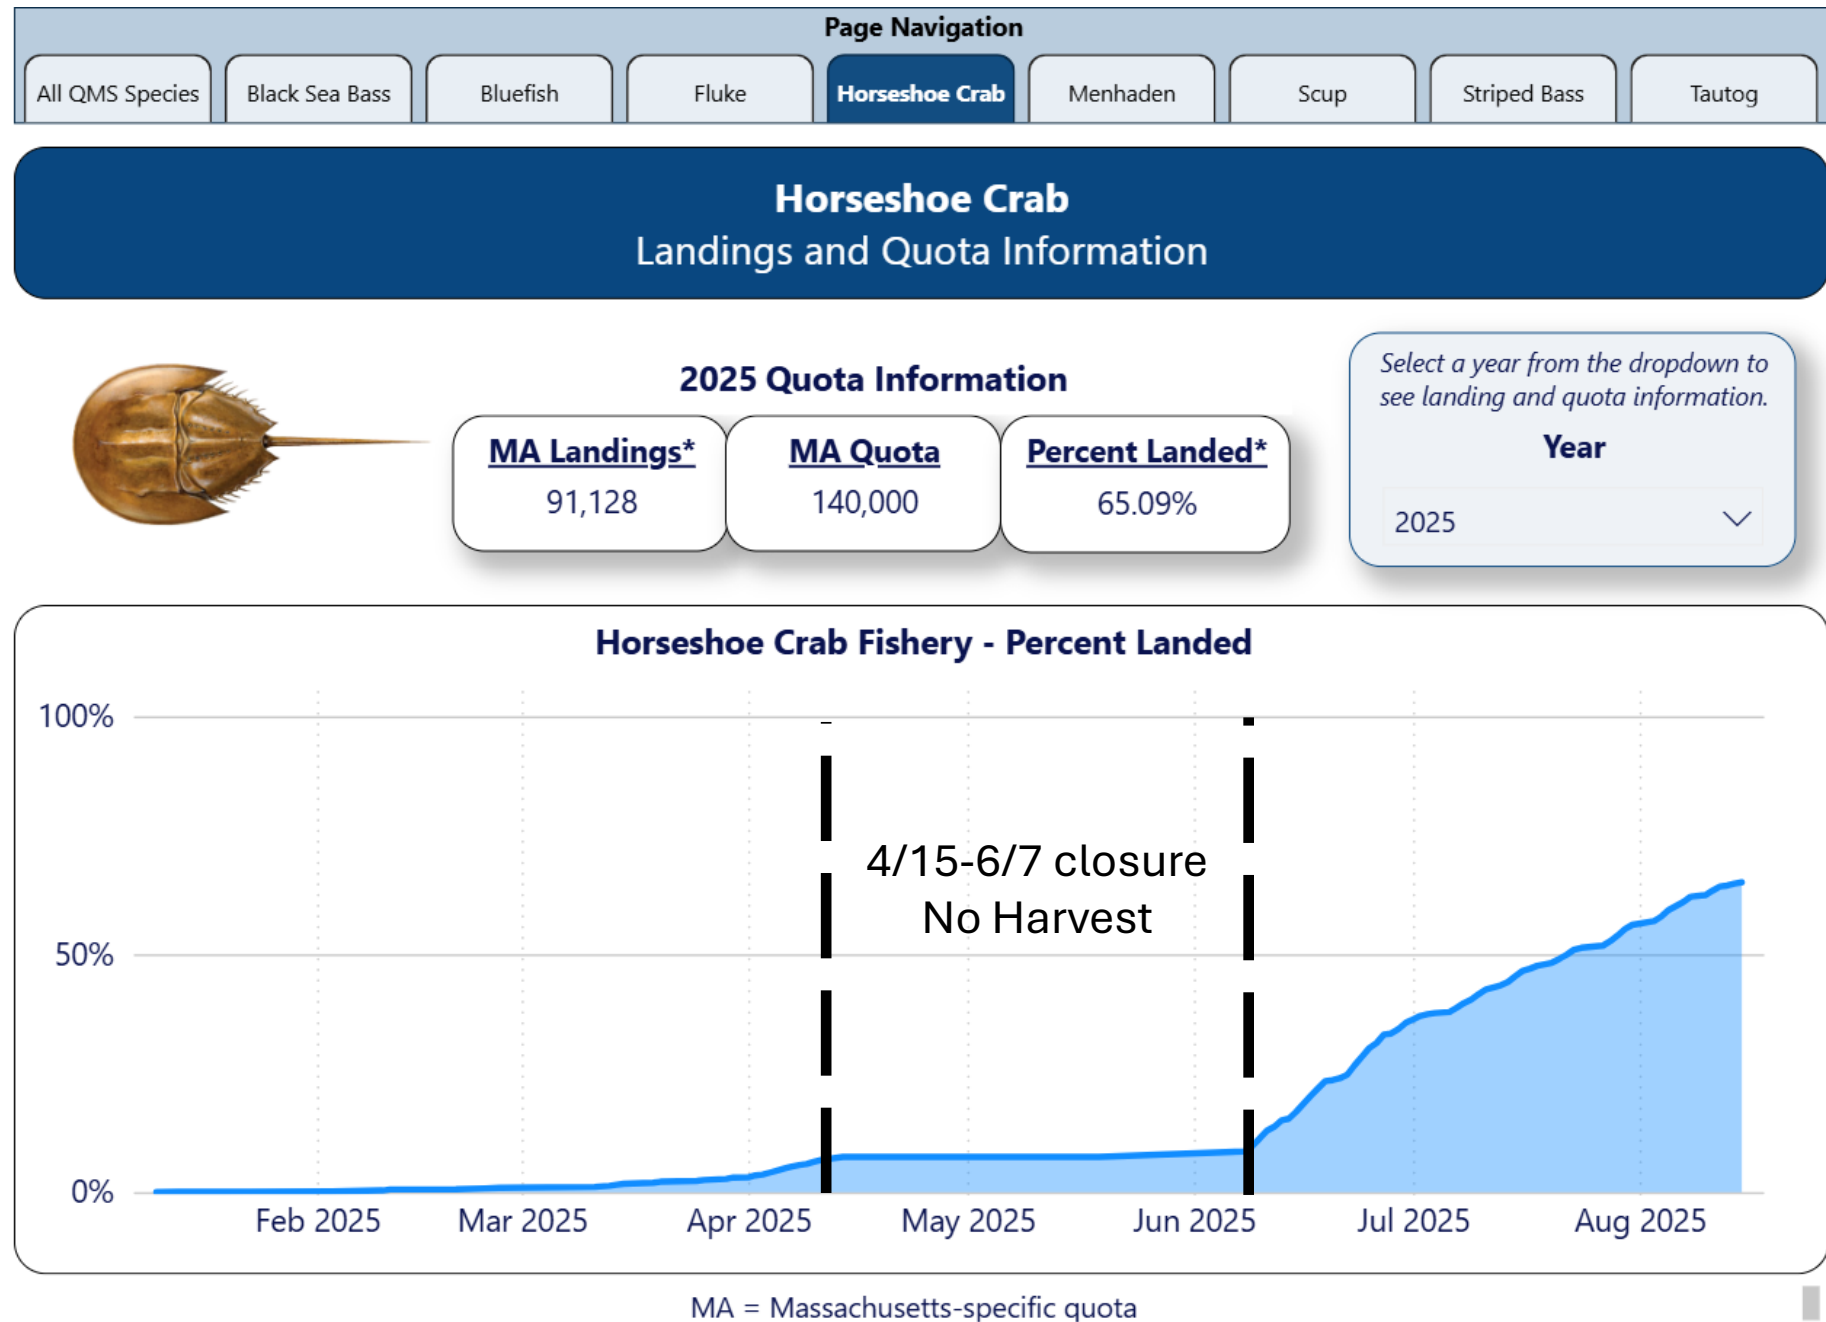 Page Navigation
All QMS Species
Black Sea Bass
Bluefish
Fluke
Horseshoe Crab
Menhaden
Scup
Striped Bass
Tautog
Horseshoe Crab
Landings and Quota Information
2025 Quota Information
MA Landings*
91,128
MA Quota
140,000
Percent Landed*
65.09%
Select a year from the dropdown to
see landing and quota information.
Year
2025
Horseshoe Crab Fishery - Percent Landed
100%
50%
0%
4/15-6/7 closure
No Harvest
Feb 2025
Mar 2025
Apr 2025
May 2025
Jun 2025
Jul 2025
Aug 2025
MA = Massachusetts-specific quota